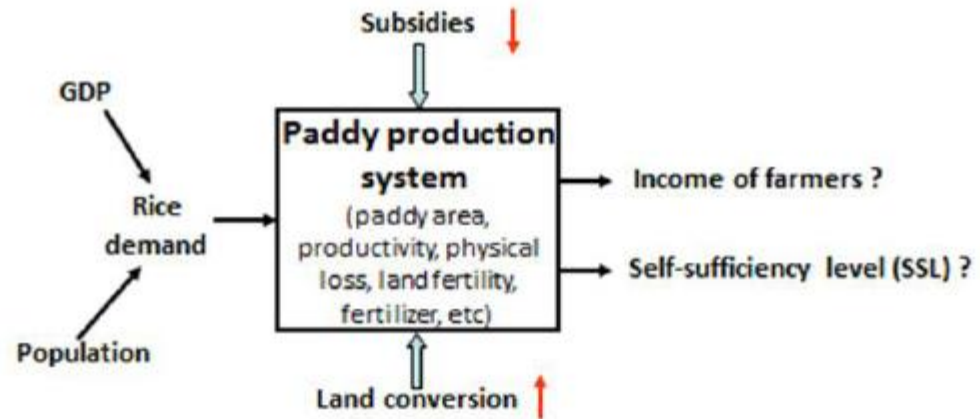 Subsidies
GDP
Paddy production
system
(paddy area,
productivity, physical
loss, land fertility,
fertilizer, etc)
Rice
demand
Population
Income of farmers ?
Self-sufficiency level (SSL) ?
Land conversion